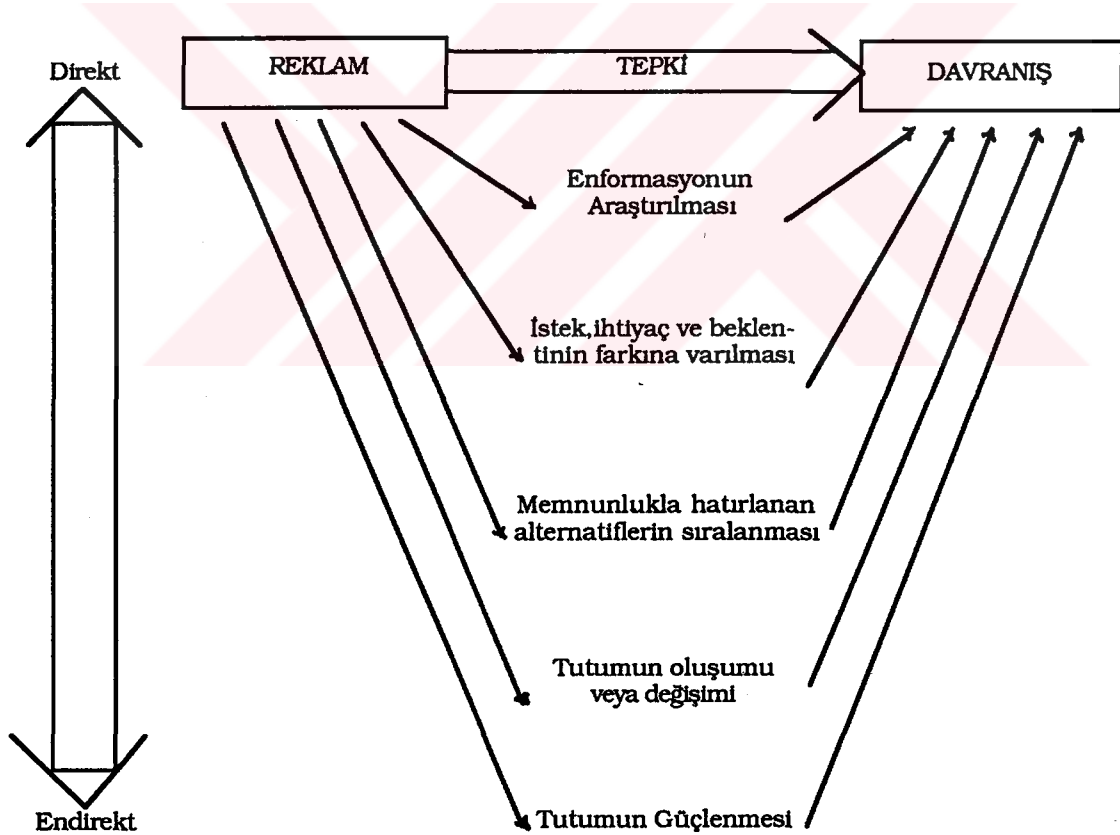 Direkt
REKLAM
TEPKİ
DAVRANIŞ
Enformasyonun
Araştırılması
İstek,ihtiyaç ve beklen-
tinin farkına varılması
Memnunlukla hatırlanan
alternatiflerin sıralanması
Tutumun oluşumu
veya değişimi
Tutumun Güçlenmesi
Endirekt